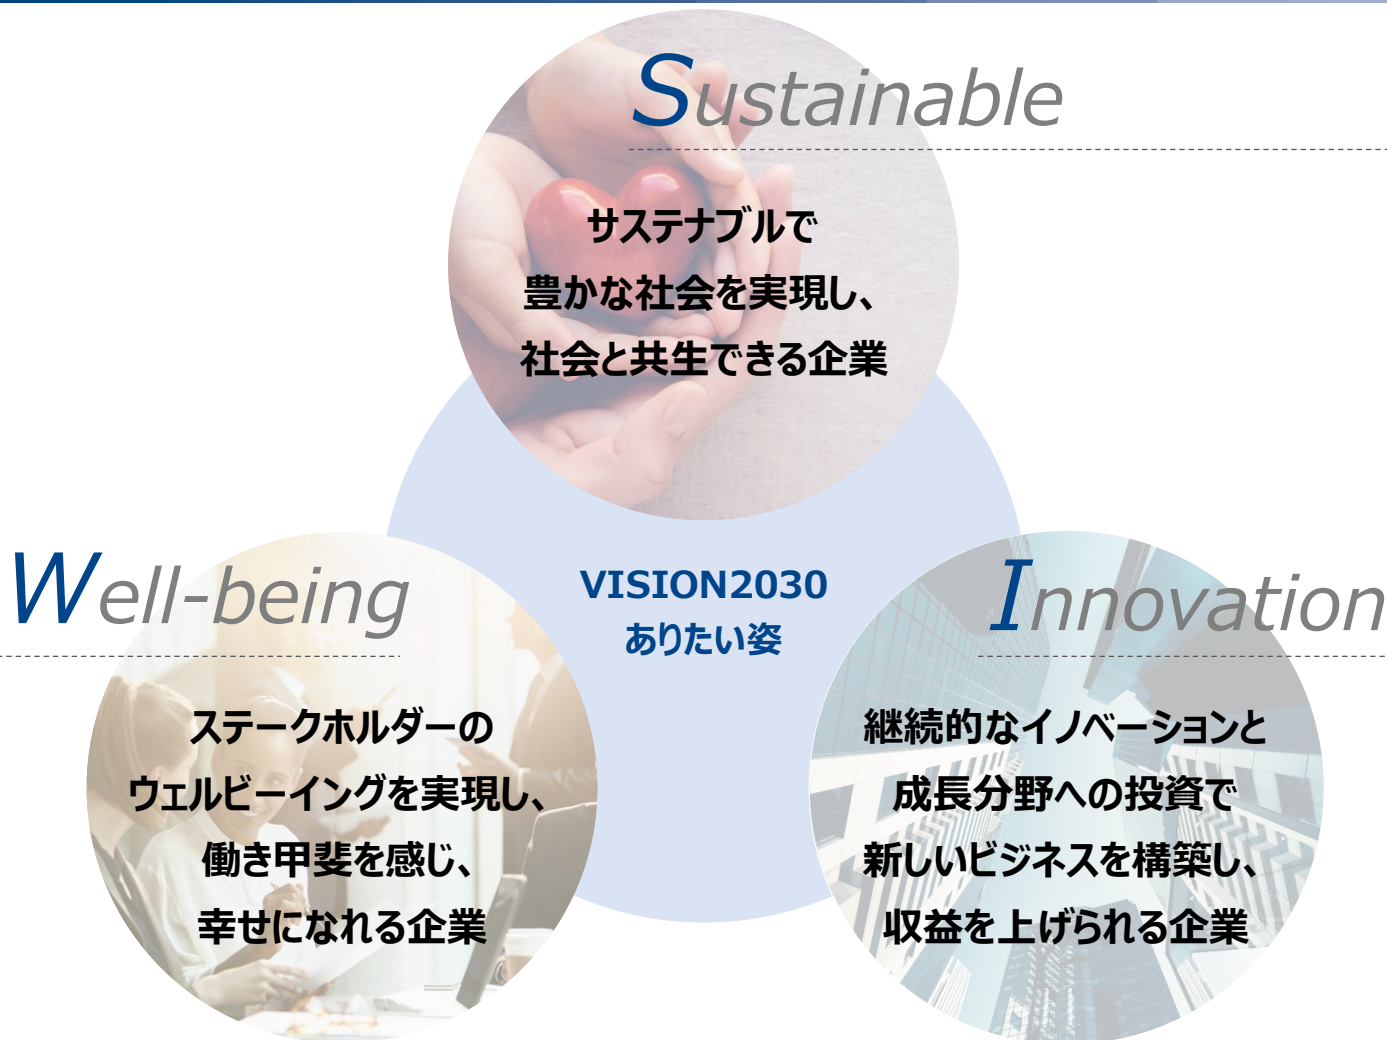 Sustainable
サステナブルで
豊かな社会を実現し、
社会と共生できる企業
VISION2030
ありたい姿
Well-being
ステークホルダーの
ウェルビーイングを実現し、
働き甲斐を感じ、
幸せになれる企業
Innovation
継続的なイノベーションと
成長分野への投資で
新しいビジネスを構築し、
収益を上げられる企業